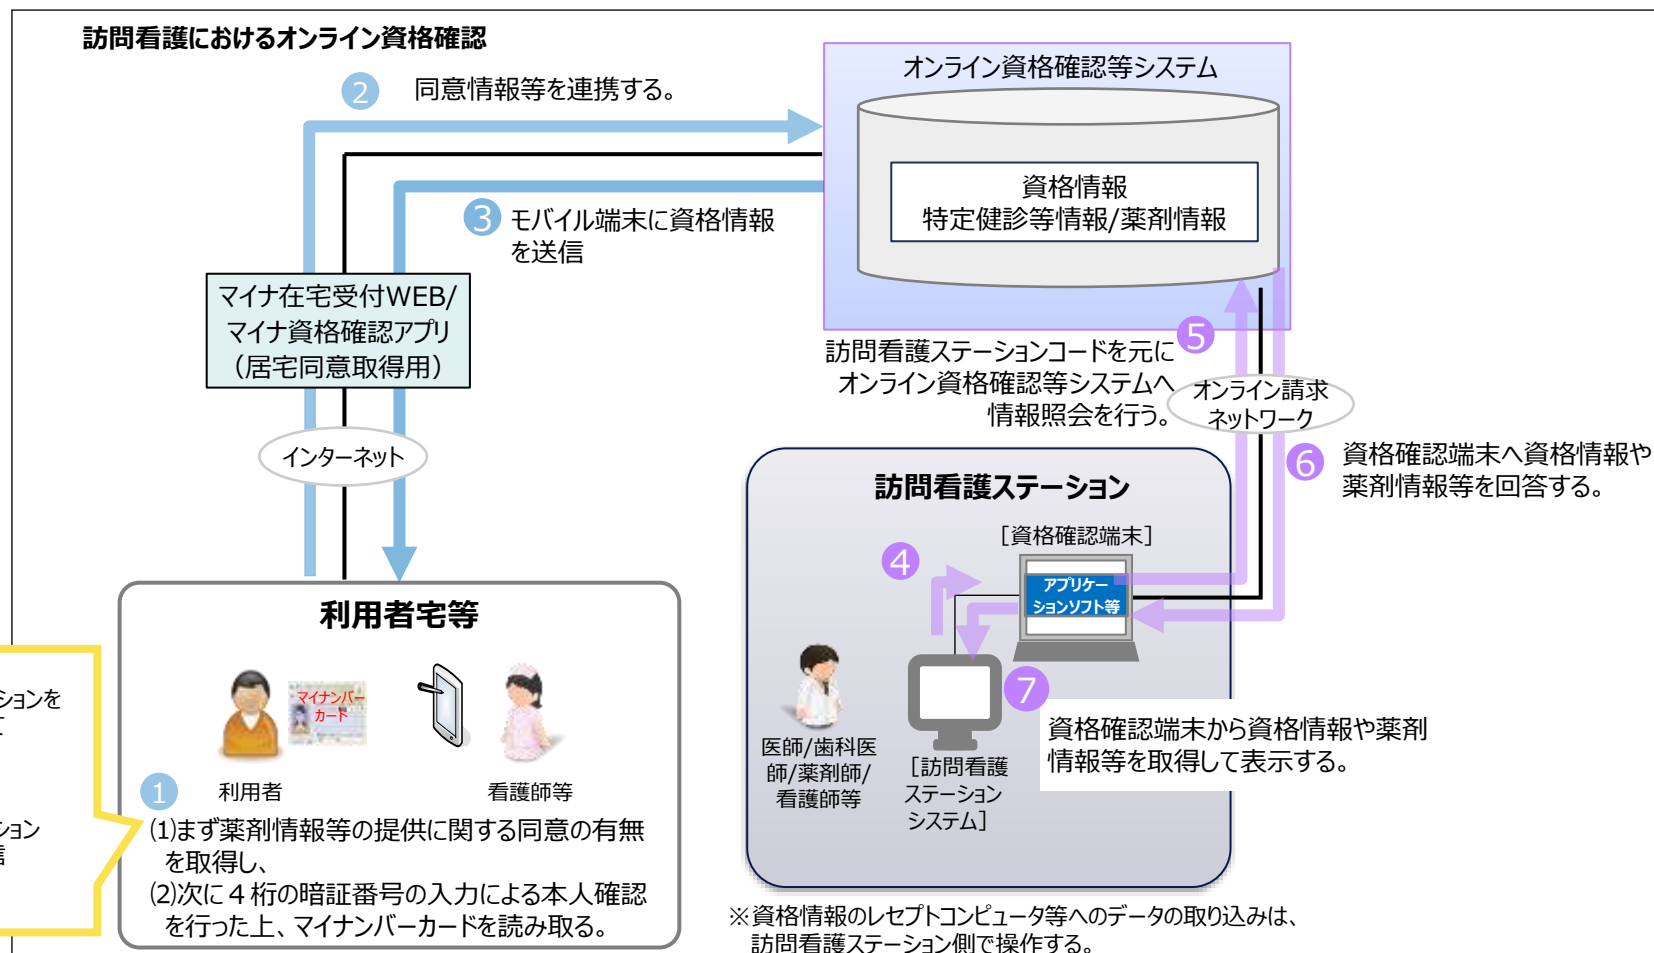 訪問看護におけるオンライン資格確認
2
同意情報等を連携する。
オンライン資格確認等システム
資格情報
特定健診等情報/薬剤情報
3
モバイル端末に資格情報
を送信
マイナ在宅受付WEB/
マイナ資格確認アプリ
（居宅同意取得用）
インターネット
5
訪問看護ステーションコードを元に
オンライン資格確認等システムへ
情報照会を行う。
オンライン請求
ネットワーク
6
資格確認端末へ資格情報や
薬剤情報等を回答する。
訪問看護ステーション
［資格確認端末］
4
アプリケー
ションソフト等
7
資格確認端末から資格情報や薬剤
情報等を取得して表示する。
医師/歯科医
師/薬剤師/
看護師等
［訪問看護
ステーション
システム］
利用者宅等
マイナンバー
カード
利用者
看護師等
1
⑴まず薬剤情報等の提供に関する同意の有無
を取得し、
⑵次に４桁の暗証番号の入力による本人確認
を行った上、マイナンバーカードを読み取る。
ションを
ション
※資格情報のレセプトコンピュータ等へのデータの取り込みは、
訪問看護ステーション側で操作する。